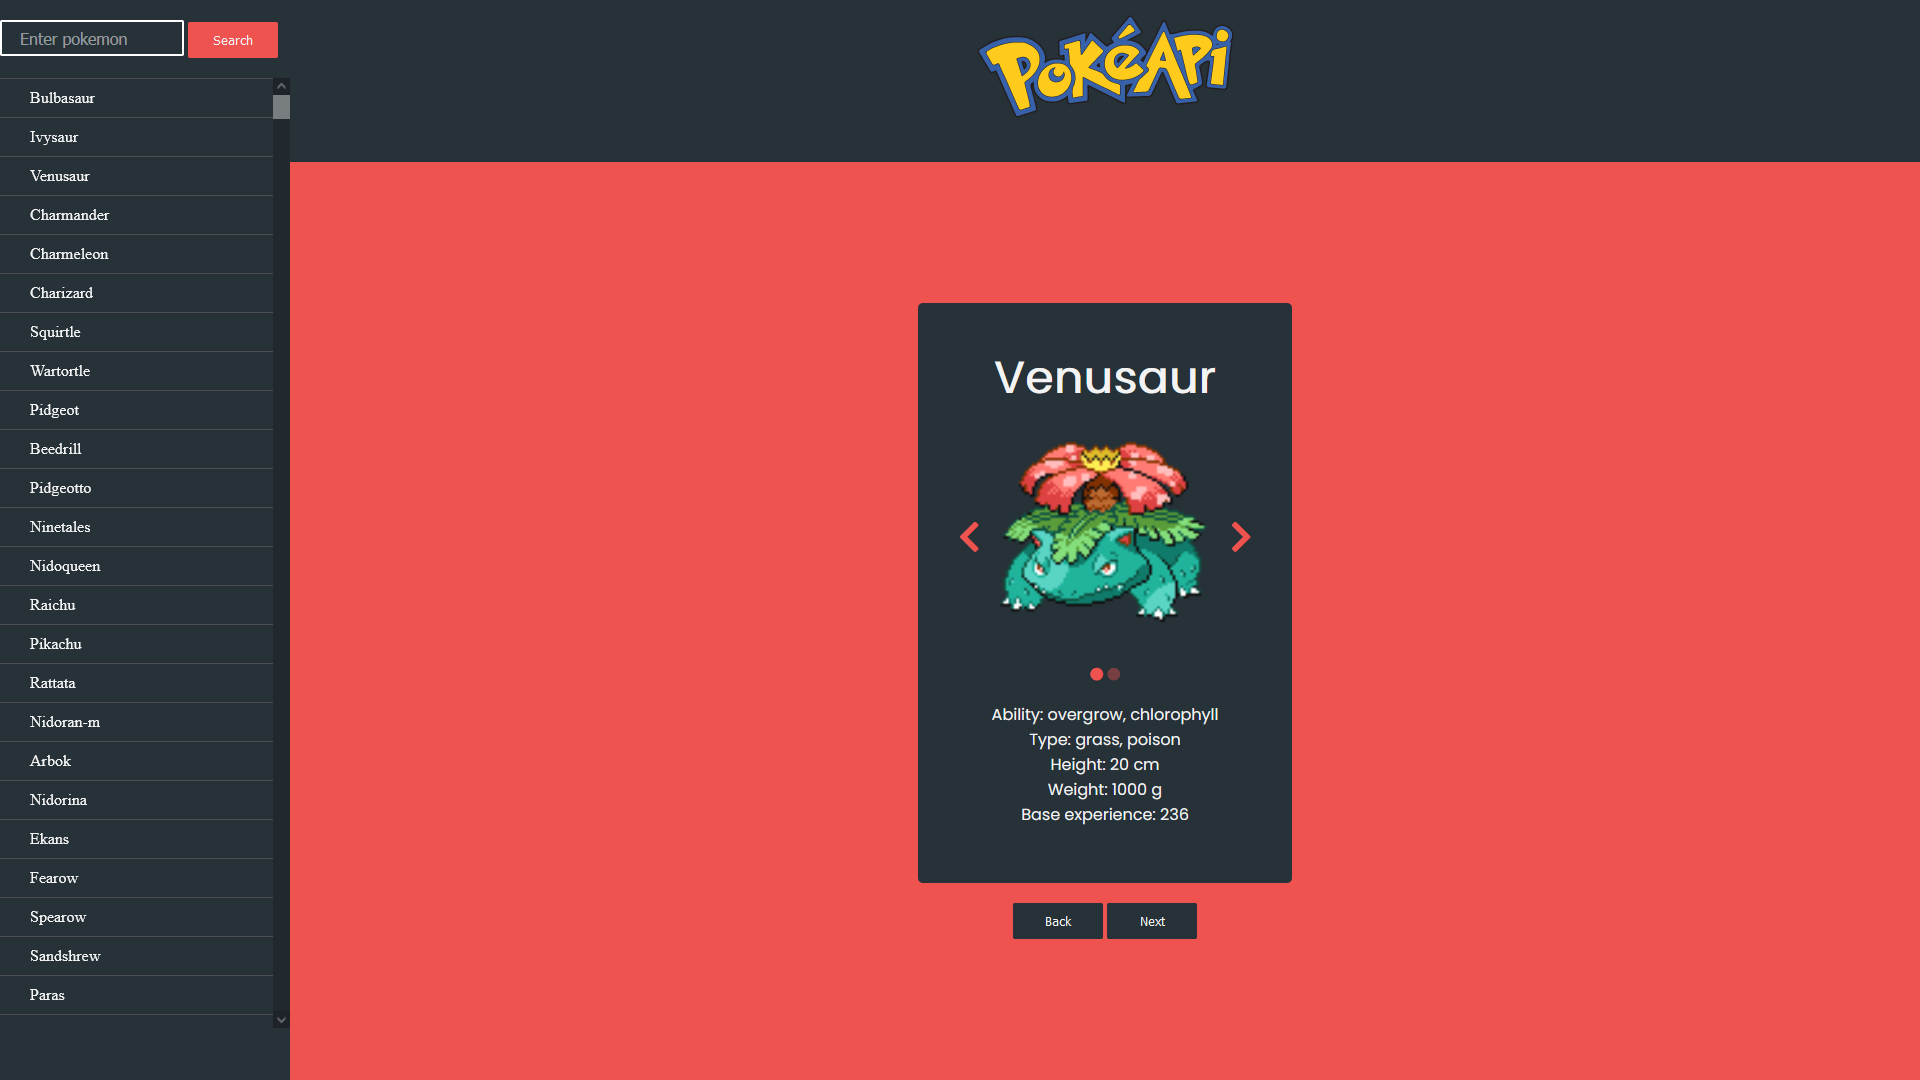 Enter pokemon
Search
PokéApi
Bulbasaur
Ivysaur
Venusaur
Charmander
Charmeleon
Charizard
Squirtle
Wartortle
Pidgeot
Beedrill
Pidgeotto
Ninetales
Nidoqueen
Raichu
Pikachu
Rattata
Nidoran-m
Arbok
Nidorina
Ekans
Fearow
Spearow
Sandshrew
Paras
Venusaur
Ability: overgrow, chlorophyll
Type: grass, poison
Height: 20 cm
Weight: 1000 g
Base experience: 236
Back
Next